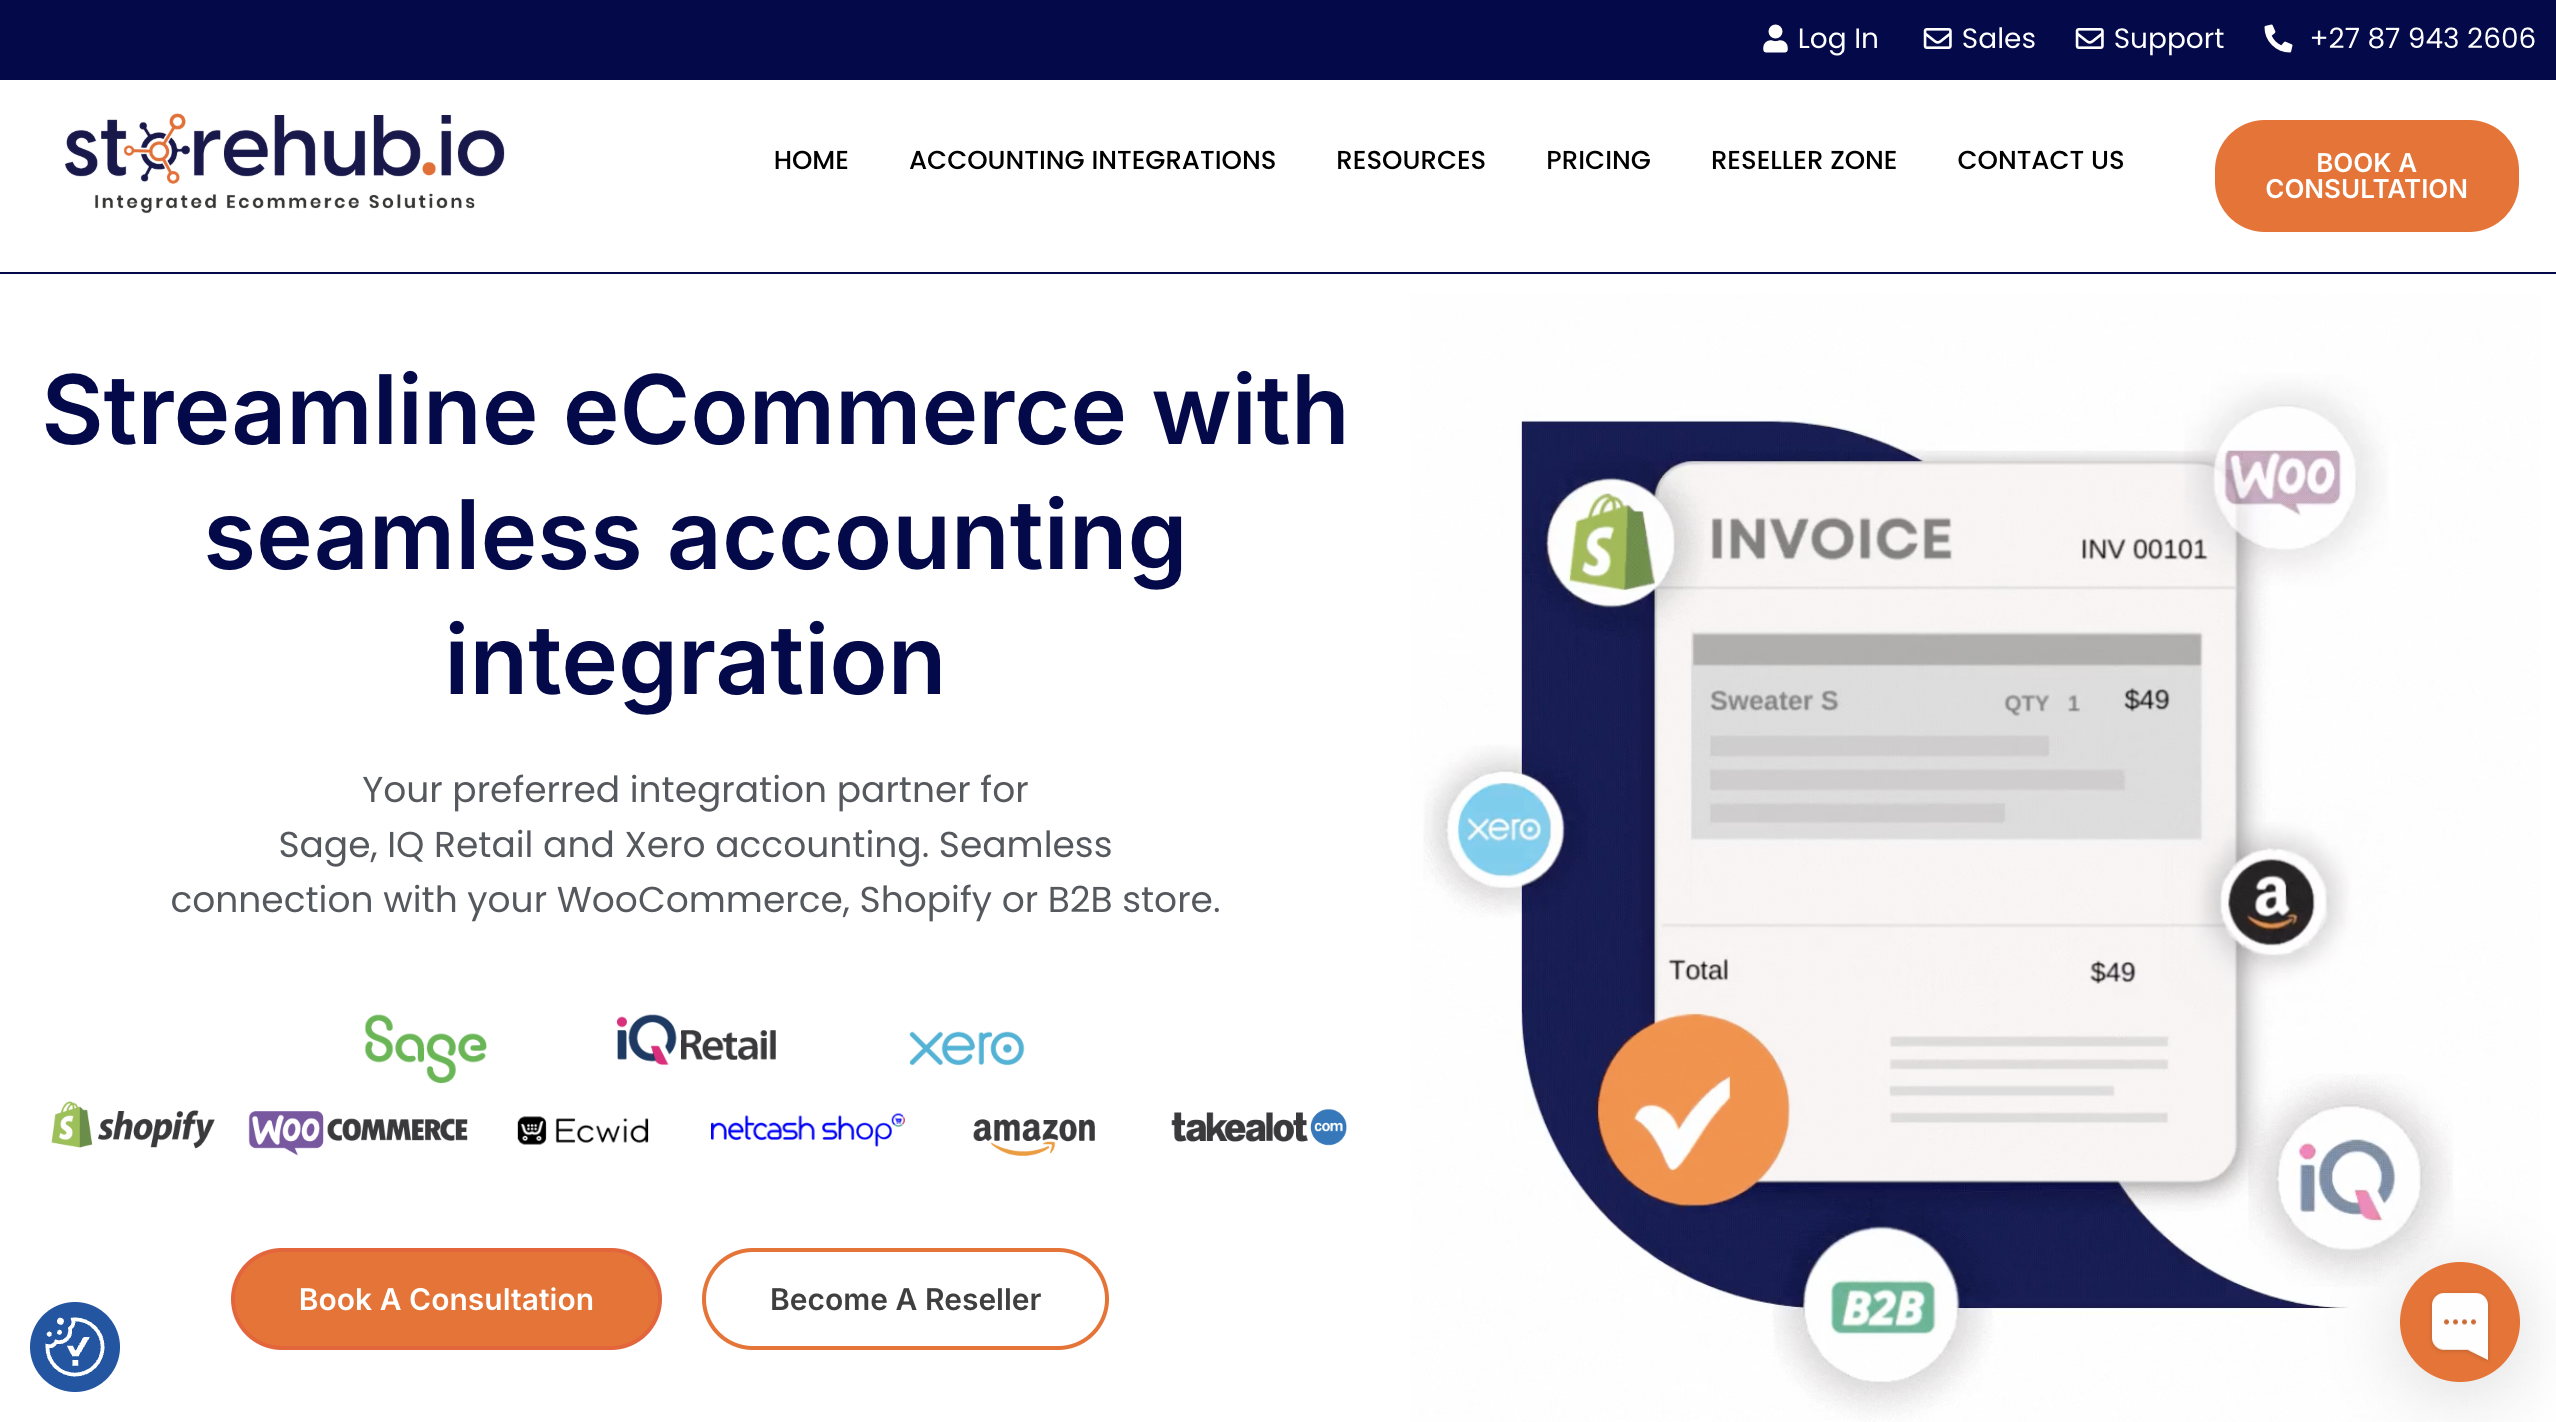 Log In Sales Support +27 87 943 2606
storehub.io
Integrated Ecommerce Solutions
HOME ACCOUNTING INTEGRATIONS RESOURCES PRICING RESELLER ZONE CONTACT US
BOOK A
CONSULTATION
Streamline eCommerce with
seamless accounting
integration
Your preferred integration partner for
Sage, IQ Retail and Xero accounting. Seamless
connection with your WooCommerce, Shopify or B2B store.
Sage iQ Retail xero
shopify WOO COMMERCE Ecwid netcash shop amazon takealot com
Book A Consultation Become A Reseller
S
WOO
INVOICE INV 00101
Sweater S QTY 1 $49
xero
a
Total $49
iQ
B2B